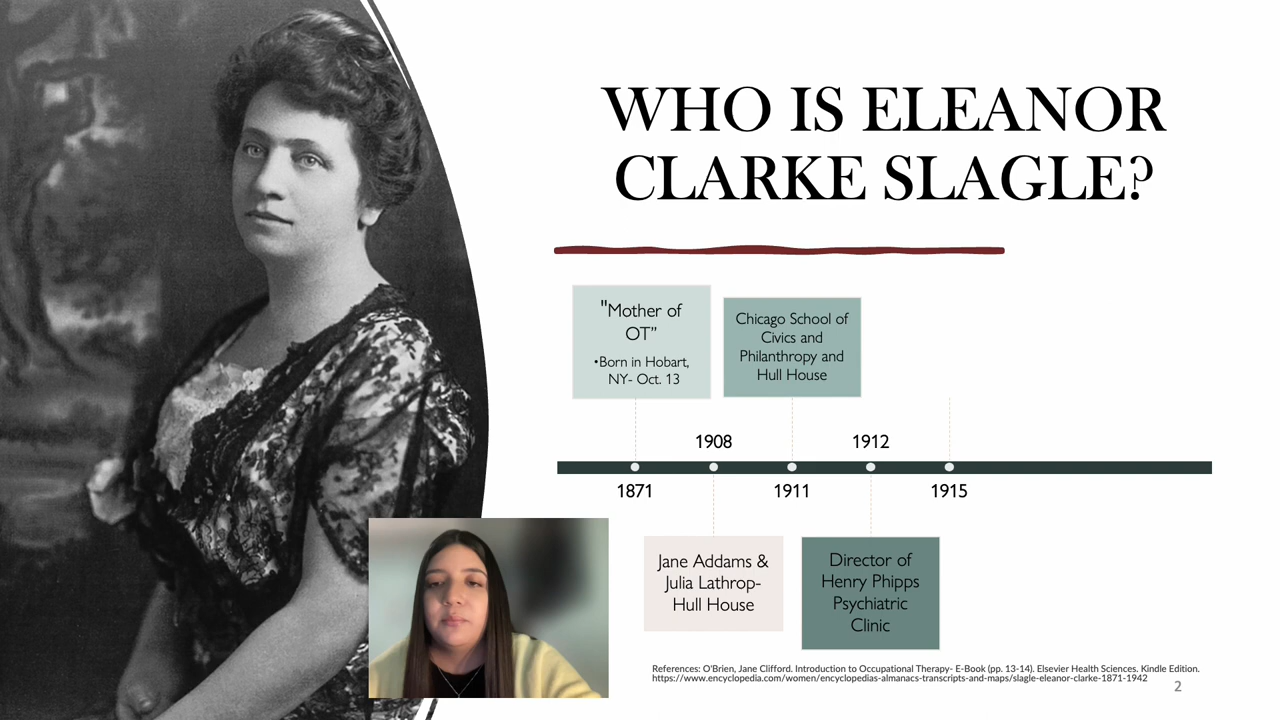 WHO IS ELEANOR
CLARKE SLAGLE?
"Mother of
OT”
•Born in Hobart,
NY- Oct. 13
Chicago School of
Civics and
Philanthropy and
Hull House
1908
1912
1871
1911
1915
Jane Addams &
Julia Lathrop-
Hull House
Director of
Henry Phipps
Psychiatric
Clinic
References: O'Brien, Jane Clifford. Introduction to Occupational Therapy- E-Book (pp. 13-14). Elsevier Health Sciences. Kindle Edition.
https://www.encyclopedia.com/women/encyclopedias-almanacs-transcripts-and-maps/slagle-eleanor-clarke-1871-1942
2